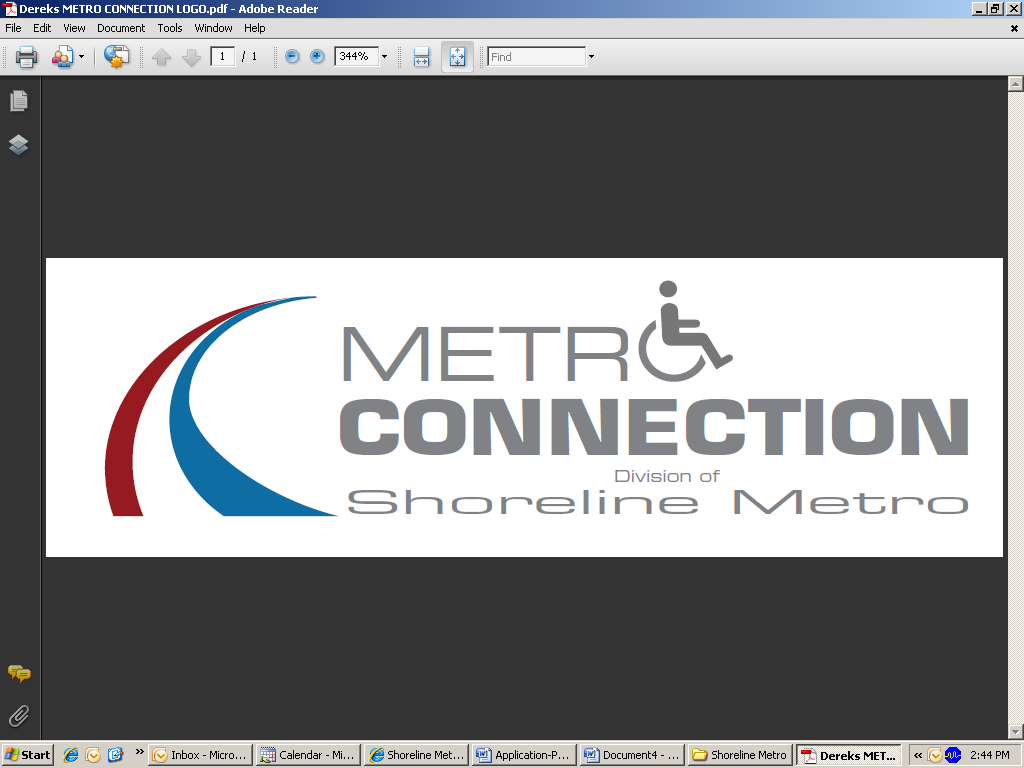 Dereks METRO CONNECTION LOGO.pdf - Adobe Reader
File Edit View Document Tools Window Help
1 / 1 344% Find
METRO
CONNECTION
Division of
Shoreline Metro
Start » Inbox - Micro... Calendar - Mi... Shoreline Met... Application-P... Document4 - ... Shoreline Metro Dereks MET... « 2:44 PM